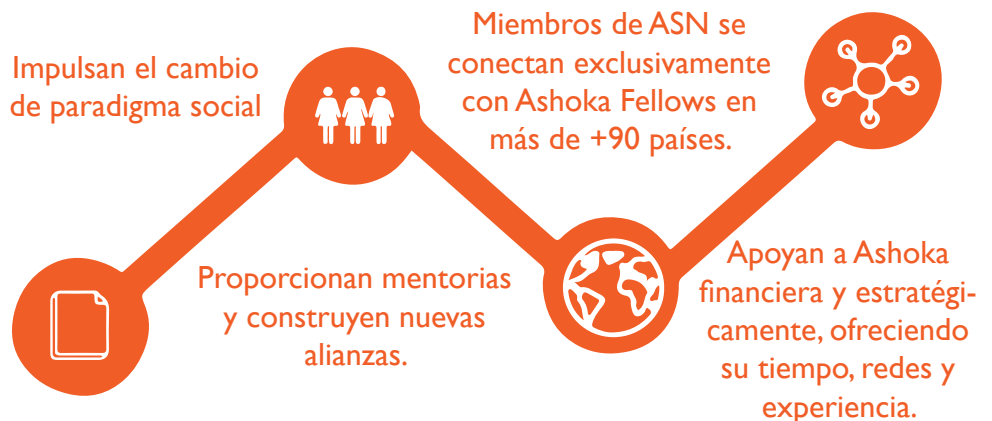 Impulsan el cambio
de paradigma social
Proporcionan mentorias
y construyen nuevas
alianzas.
Miembros de ASN se
conectan exclusivamente
con Ashoka Fellows en
más de +90 países.
Apoyan a Ashoka
financiera y estratégi-
camente, ofreciendo
su tiempo, redes y
experiencia.